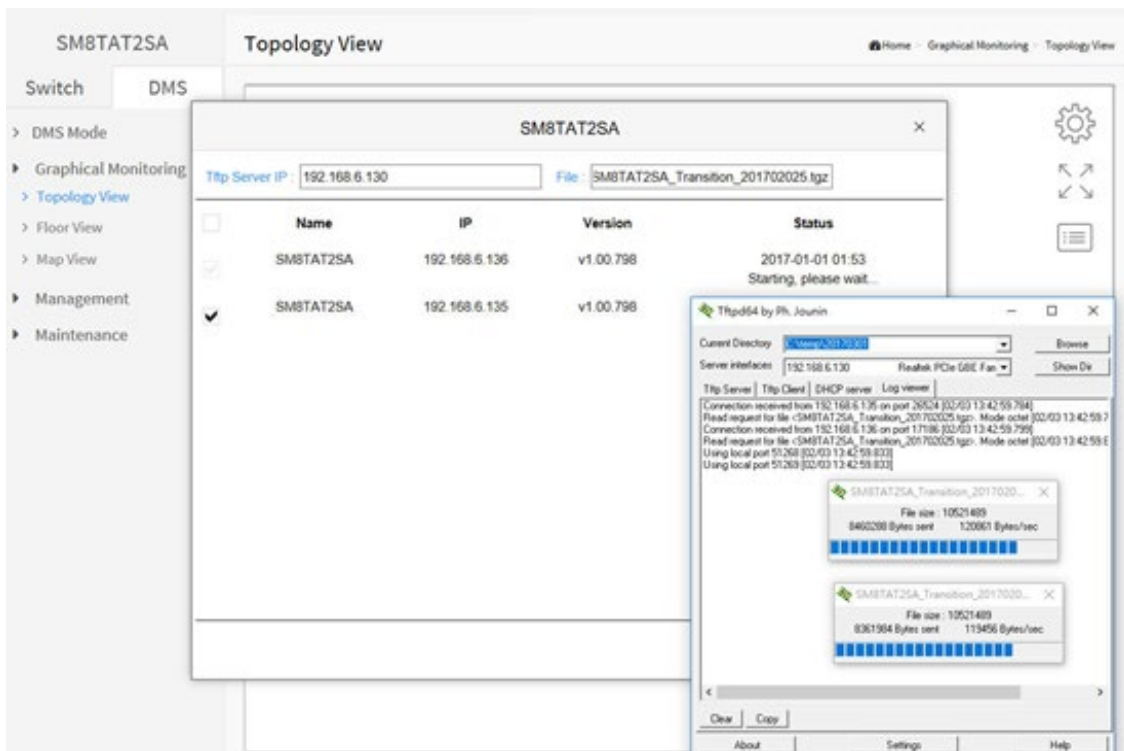 SM8TAT2SA
Topology View
Home > Graphical Monitoring > Topology View
Switch DMS
> DMS Mode
Graphical Monitoring
> Topology View
> Floor View
> Map View
Management
Maintenance
SM8TAT2SA ×
Tftp Server IP : 192.168.6.130 File : SM8TAT2SA_Transition_201702025.tgz
Name IP Version Status
SM8TAT2SA 192.168.6.136 v1.00.798 2017-01-01 01:53
Starting, please wait...
SM8TAT2SA 192.168.6.135 v1.00.798
Tftpd64 by Ph. Jounin
Current Directory C:\temp\20170301 Browse
Server interfaces 192.168.6.130 Realtek PCIe GBE Fan Show Dir
Tftp Server Tftp Client DHCP server Log viewer
Connection received from 192.168.6.135 on port 26524 [02/03 13:42:59.784]
Read request for file <SM8TAT2SA_Transition_201702025.tgz>. Mode octet [02/03 13:42:59.7
Connection received from 192.168.6.136 on port 17186 [02/03 13:42:59.799]
Read request for file <SM8TAT2SA_Transition_201702025.tgz>. Mode octet [02/03 13:42:59.8
Using local port 51268 [02/03 13:42:59.833]
Using local port 51269 [02/03 13:42:59.833]
SM8TAT2SA_Transition_2017020...
File size : 10521489
8460288 Bytes sent 120861 Bytes/sec
SM8TAT2SA_Transition_2017020...
File size : 10521489
8361984 Bytes sent 119456 Bytes/sec
Clear Copy
About Settings Help